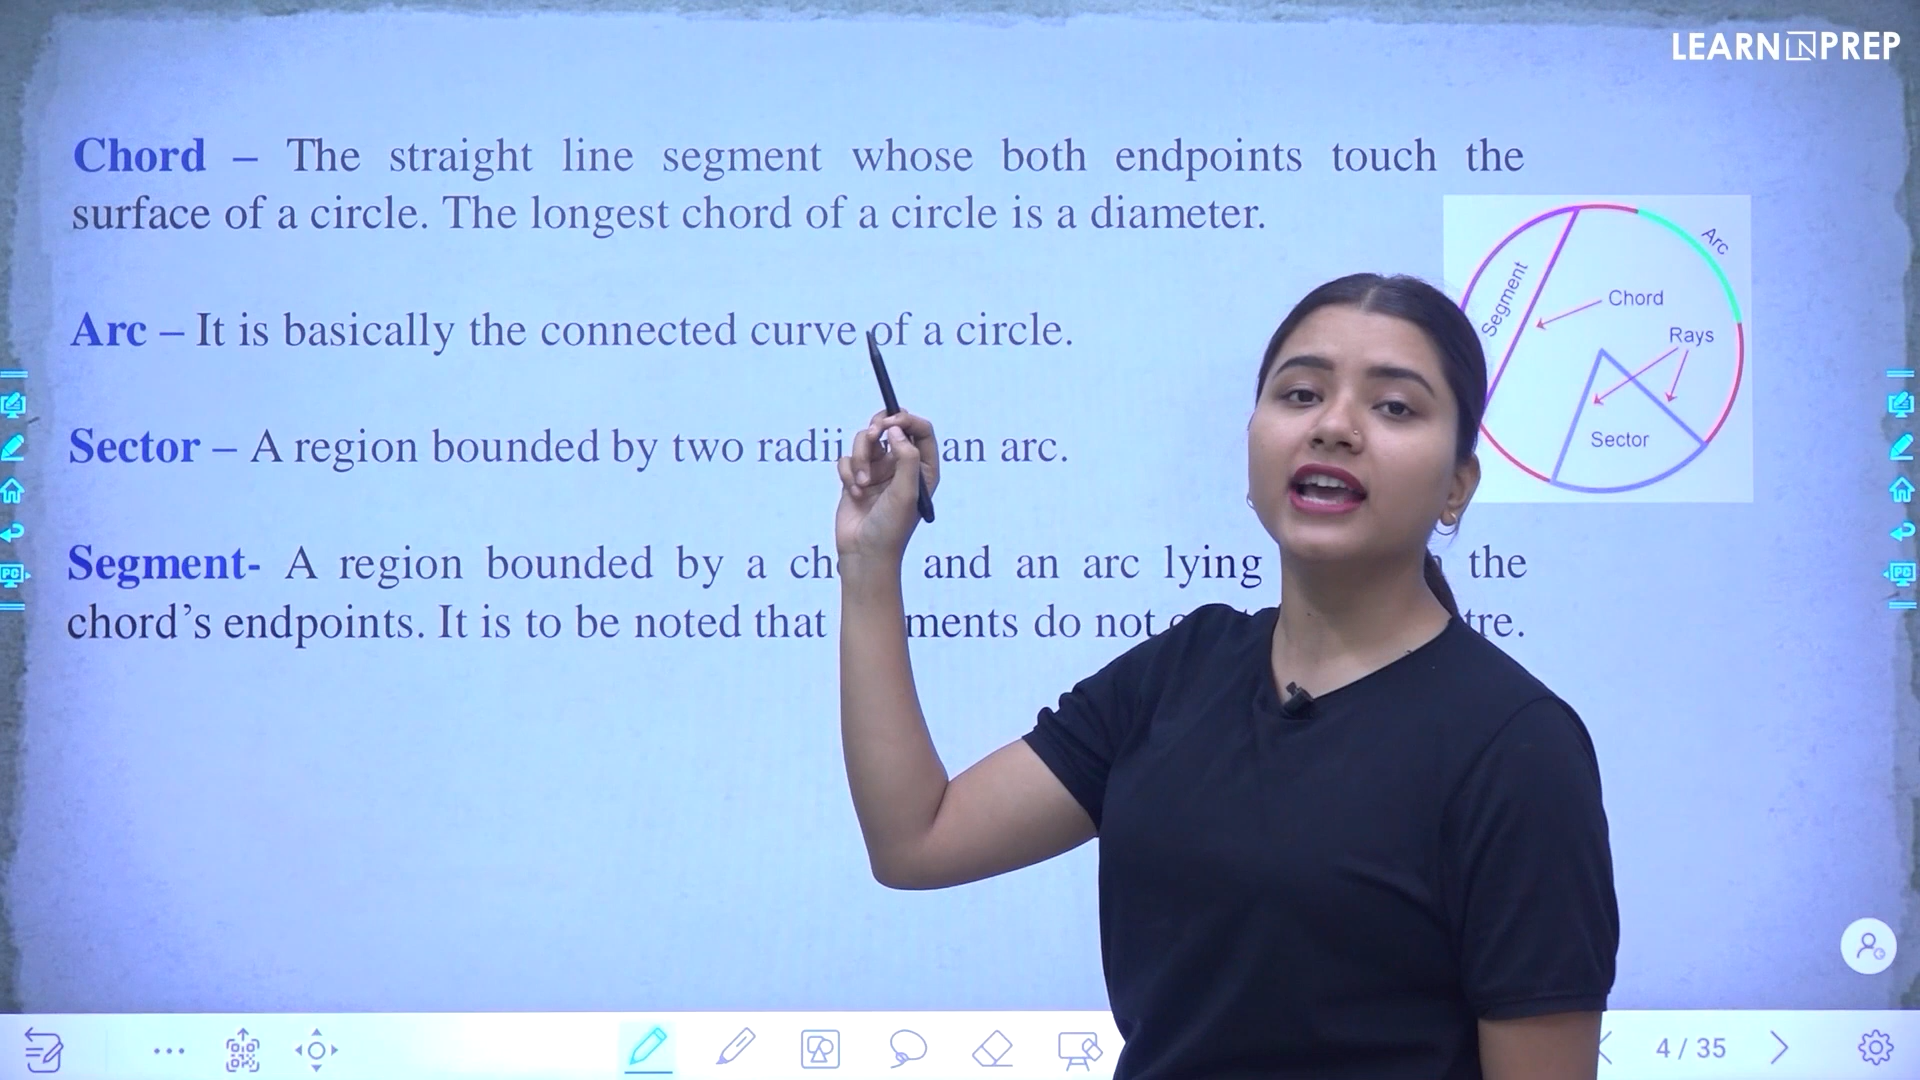 LEARN IN PREP
Chord – The straight line segment whose both endpoints touch the
surface of a circle. The longest chord of a circle is a diameter.
Arc
Segment
Chord
Arc – It is basically the connected curve of a circle.
Rays
Sector – A region bounded by two radii an arc.
Sector
Segment- A region bounded by a and an arc lying the
chord’s endpoints. It is to be noted that do not
PC
PC
4 / 35